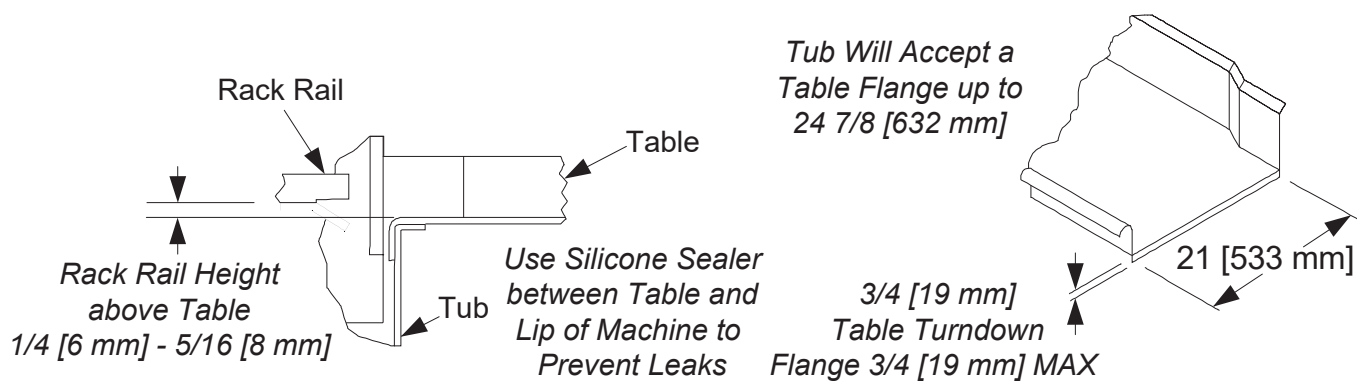 Rack Rail
Table
Rack Rail Height
above Table
1/4 [6 mm] - 5/16 [8 mm]
Tub
Use Silicone Sealer
between Table and
Lip of Machine to
Prevent Leaks
Tub Will Accept a
Table Flange up to
24 7/8 [632 mm]
21 [533 mm]
3/4 [19 mm]
Table Turndown
Flange 3/4 [19 mm] MAX